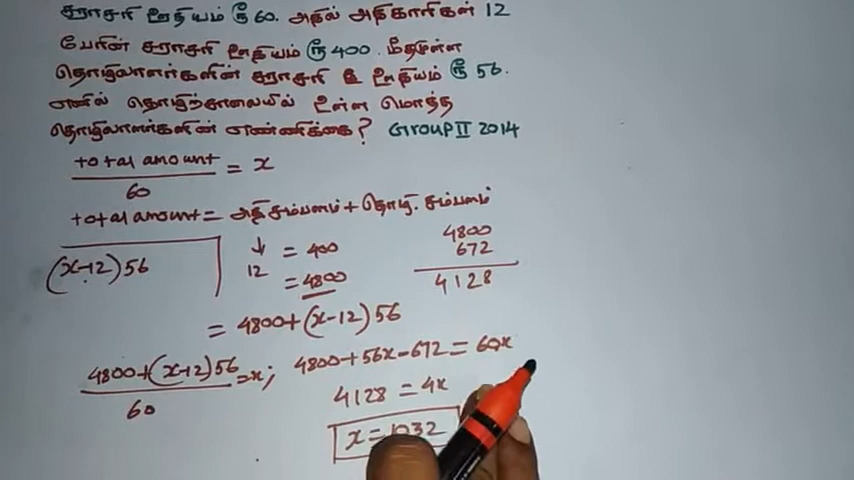 சராசரி ஊதியம் ரூ 60. அதில் அதிகாரிகள் 12
பேரின் சராசரி ஊதியம் ரூ 400. மீதமுள்ள
தொழிலாளர்களின் சராசரி ஊதியம் ரூ 56.
எனில் தொழிற்சாலையில் உள்ள மொத்த
தொழிலாளர்களின் எண்ணிக்கை? GROUP II 2014
total amount / 60 = x
total amount = அதி சம்பளம் + தொழி. சம்பளம்
(x-12)56
↓ = 400
12
= 4800
4800
672
4128
= 4800+(x-12)56
4800+(x-12)56 / 60 = x; 4800+56x-672 = 60x
4128 = 4x
x = 1032